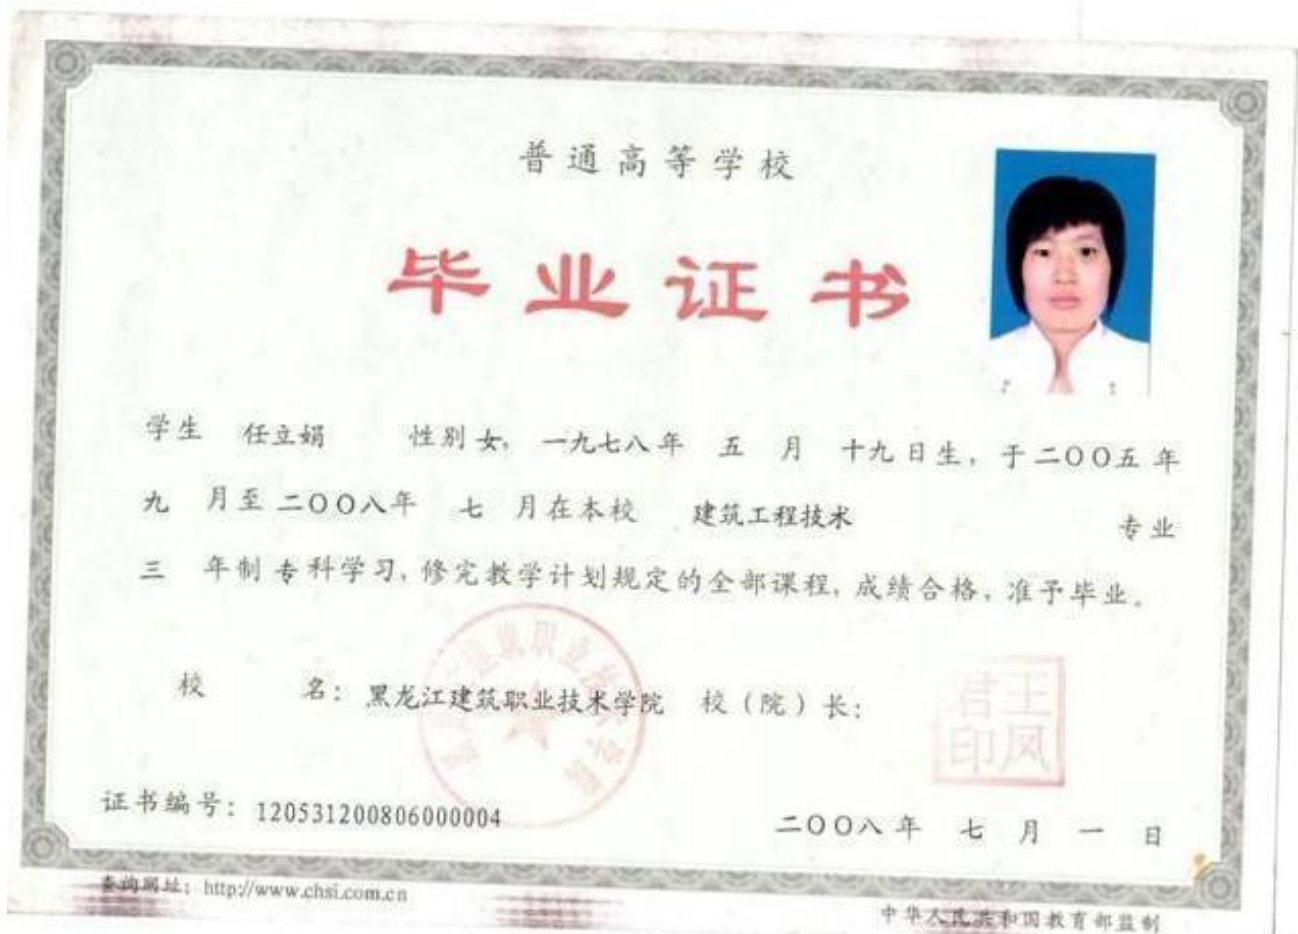 普通高等学校
毕业证书
学生 任立娟 性别 女, 一九七八年 五 月 十九日生, 于二〇〇五年
九 月至 二〇〇八年 七 月在本校 建筑工程技术 专业
三 年制 专科学习, 修完教学计划规定的全部课程, 成绩合格, 准予毕业。
校 名: 黑龙江建筑职业技术学院 校(院)长:
王凤君印
证书编号: 120531200806000004
二〇〇八年 七 月 一 日
查询网址: http://www.chsi.com.cn
中华人民共和国教育部监制